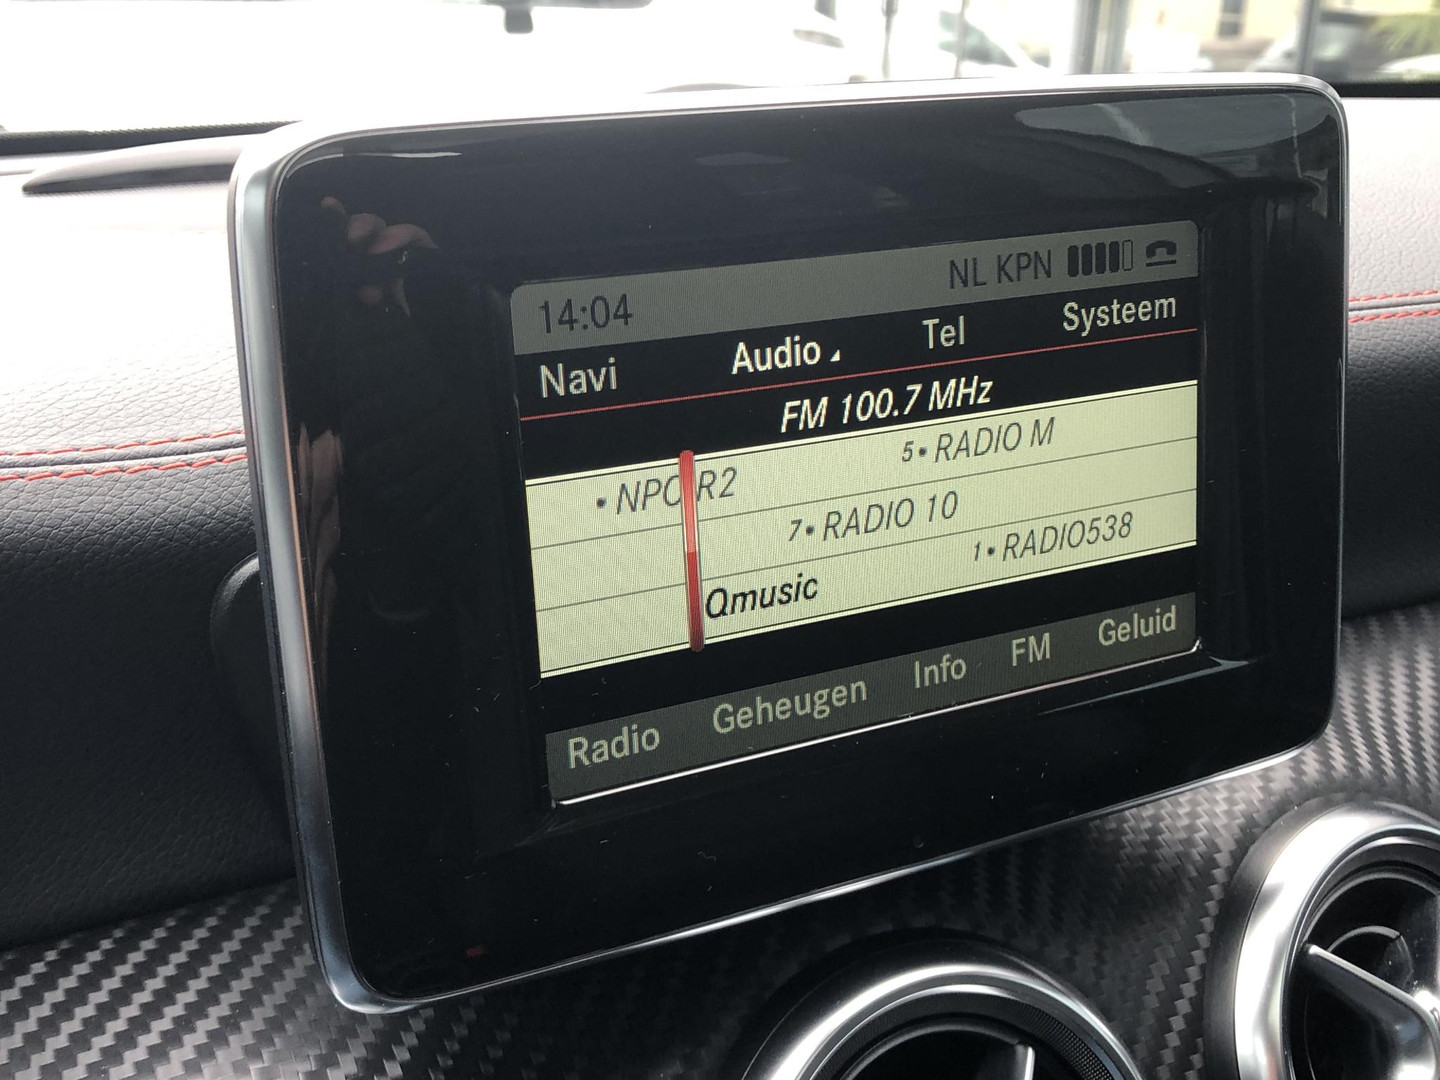 14:04 NL KPN
Navi Audio Tel Systeem
FM 100.7 MHz
• NPO R2 5• RADIO M
7• RADIO 10
1• RADIO538
Qmusic
Radio Geheugen Info FM Geluid